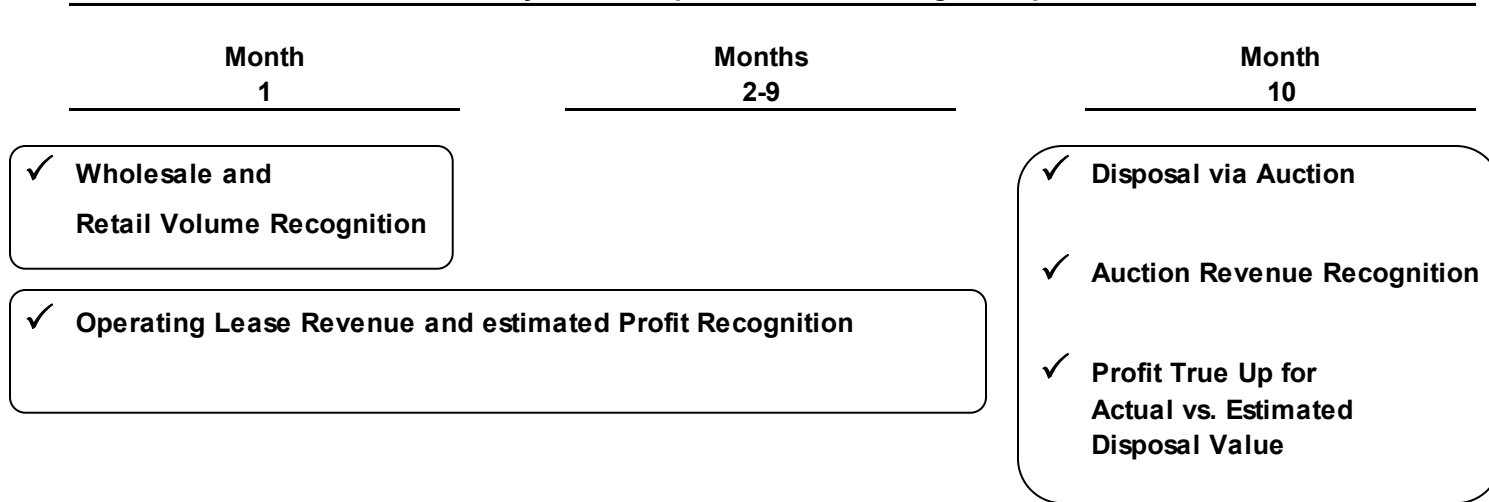 Month
1
Months
2-9
Month
10
✓ Wholesale and
Retail Volume Recognition
✓ Operating Lease Revenue and estimated Profit Recognition
✓ Disposal via Auction
✓ Auction Revenue Recognition
✓ Profit True Up for
Actual vs. Estimated
Disposal Value